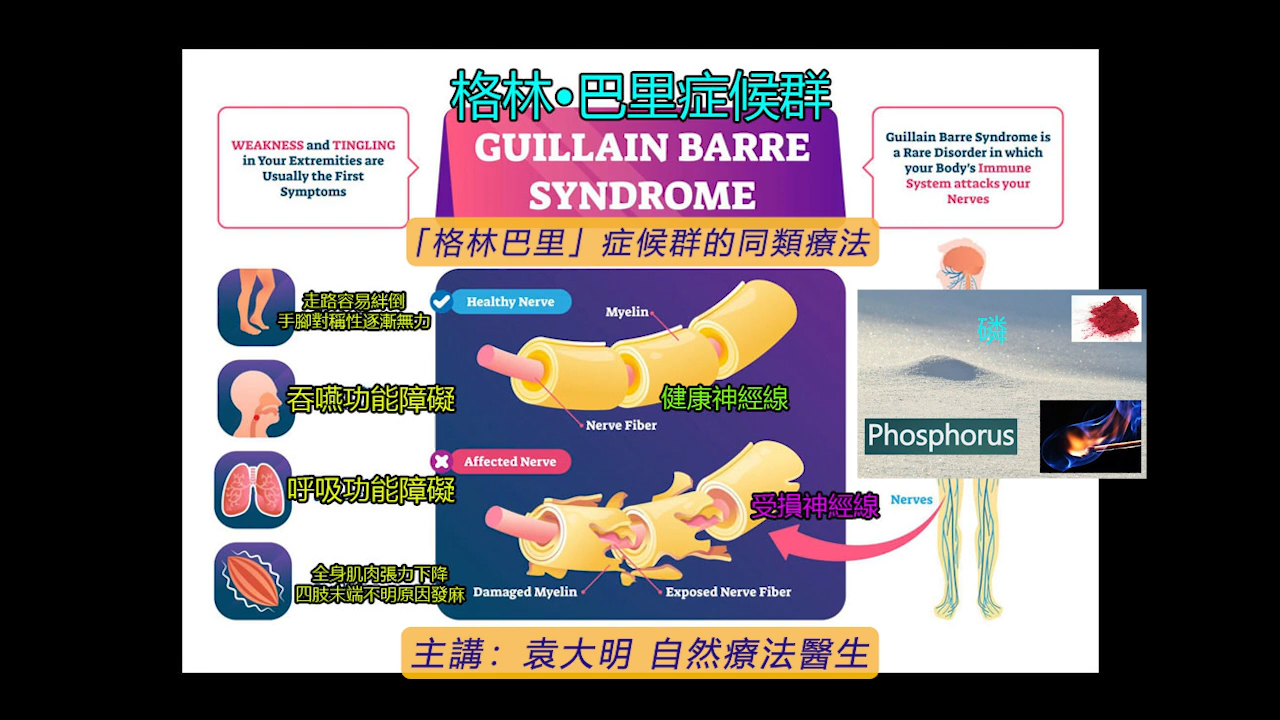 格林•巴里症候群
GUILLAIN BARRE
SYNDROME
「格林巴里」症候群的同類療法
WEAKNESS and TINGLING
in Your Extremities are
Usually the First
Symptoms
Guillain Barre Syndrome is
a Rare Disorder in which
your Body's Immune
System attacks your
Nerves
走路容易絆倒
手腳對稱性逐漸無力
吞嚥功能障礙
呼吸功能障礙
全身肌肉張力下降
四肢末端不明原因發麻
Healthy Nerve
Myelin
健康神經線
Nerve Fiber
Affected Nerve
受損神經線
Damaged Myelin
Exposed Nerve Fiber
磷
Phosphorus
Nerves
主講：袁大明 自然療法醫生